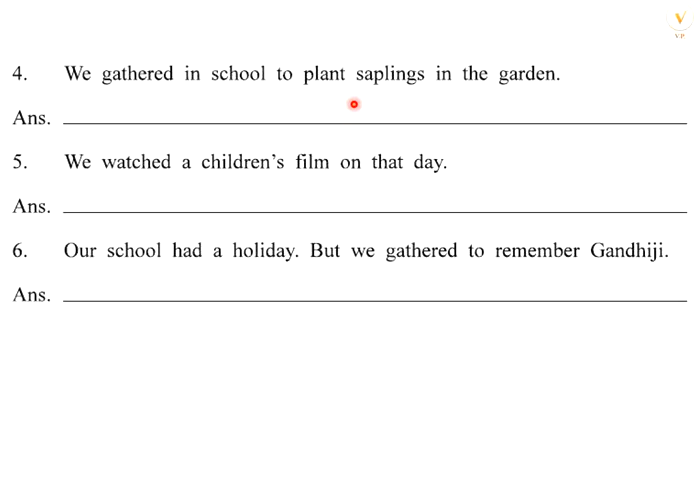 V
V.P.
4. We gathered in school to plant saplings in the garden.
Ans.
5. We watched a children's film on that day.
Ans.
6. Our school had a holiday. But we gathered to remember Gandhiji.
Ans.